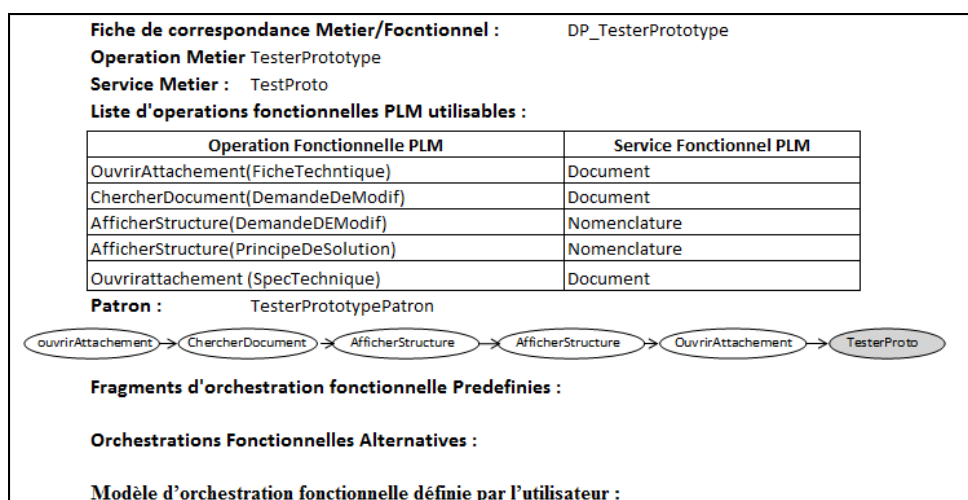 Fiche de correspondance Metier/Focntionnel : DP_TesterPrototype
Operation Metier TesterPrototype
Service Metier : TestProto
Liste d'operations fonctionnelles PLM utilisables :
Operation Fonctionnelle PLM Service Fonctionnel PLM
OuvrirAttachement(FicheTechntique) Document
ChercherDocument(DemandeDeModif) Document
AfficherStructure(DemandeDEModif) Nomenclature
AfficherStructure(PrincipeDeSolution) Nomenclature
Ouvrirattachement (SpecTechnique) Document
Patron : TesterPrototypePatron
ouvrirAttachement ChercherDocument AfficherStructure AfficherStructure OuvrirAttachement TesterProto
Fragments d'orchestration fonctionnelle Predefinies :
Orchestrations Fonctionnelles Alternatives :
Modèle d'orchestration fonctionnelle définie par l'utilisateur :